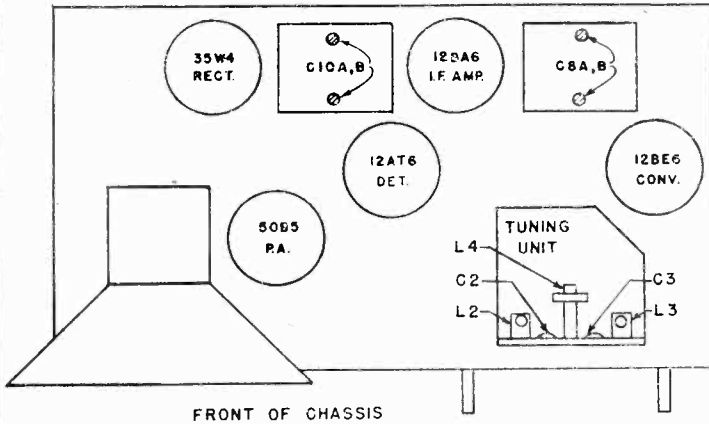 35W4
RECT.
C10A,B
12BA6
I.F. AMP.
C8A,B
12AT6
DET.
12BE6
CONV.
50B5
P.A.
TUNING
UNIT
L4
C2
C3
L2
L3
FRONT OF CHASSIS